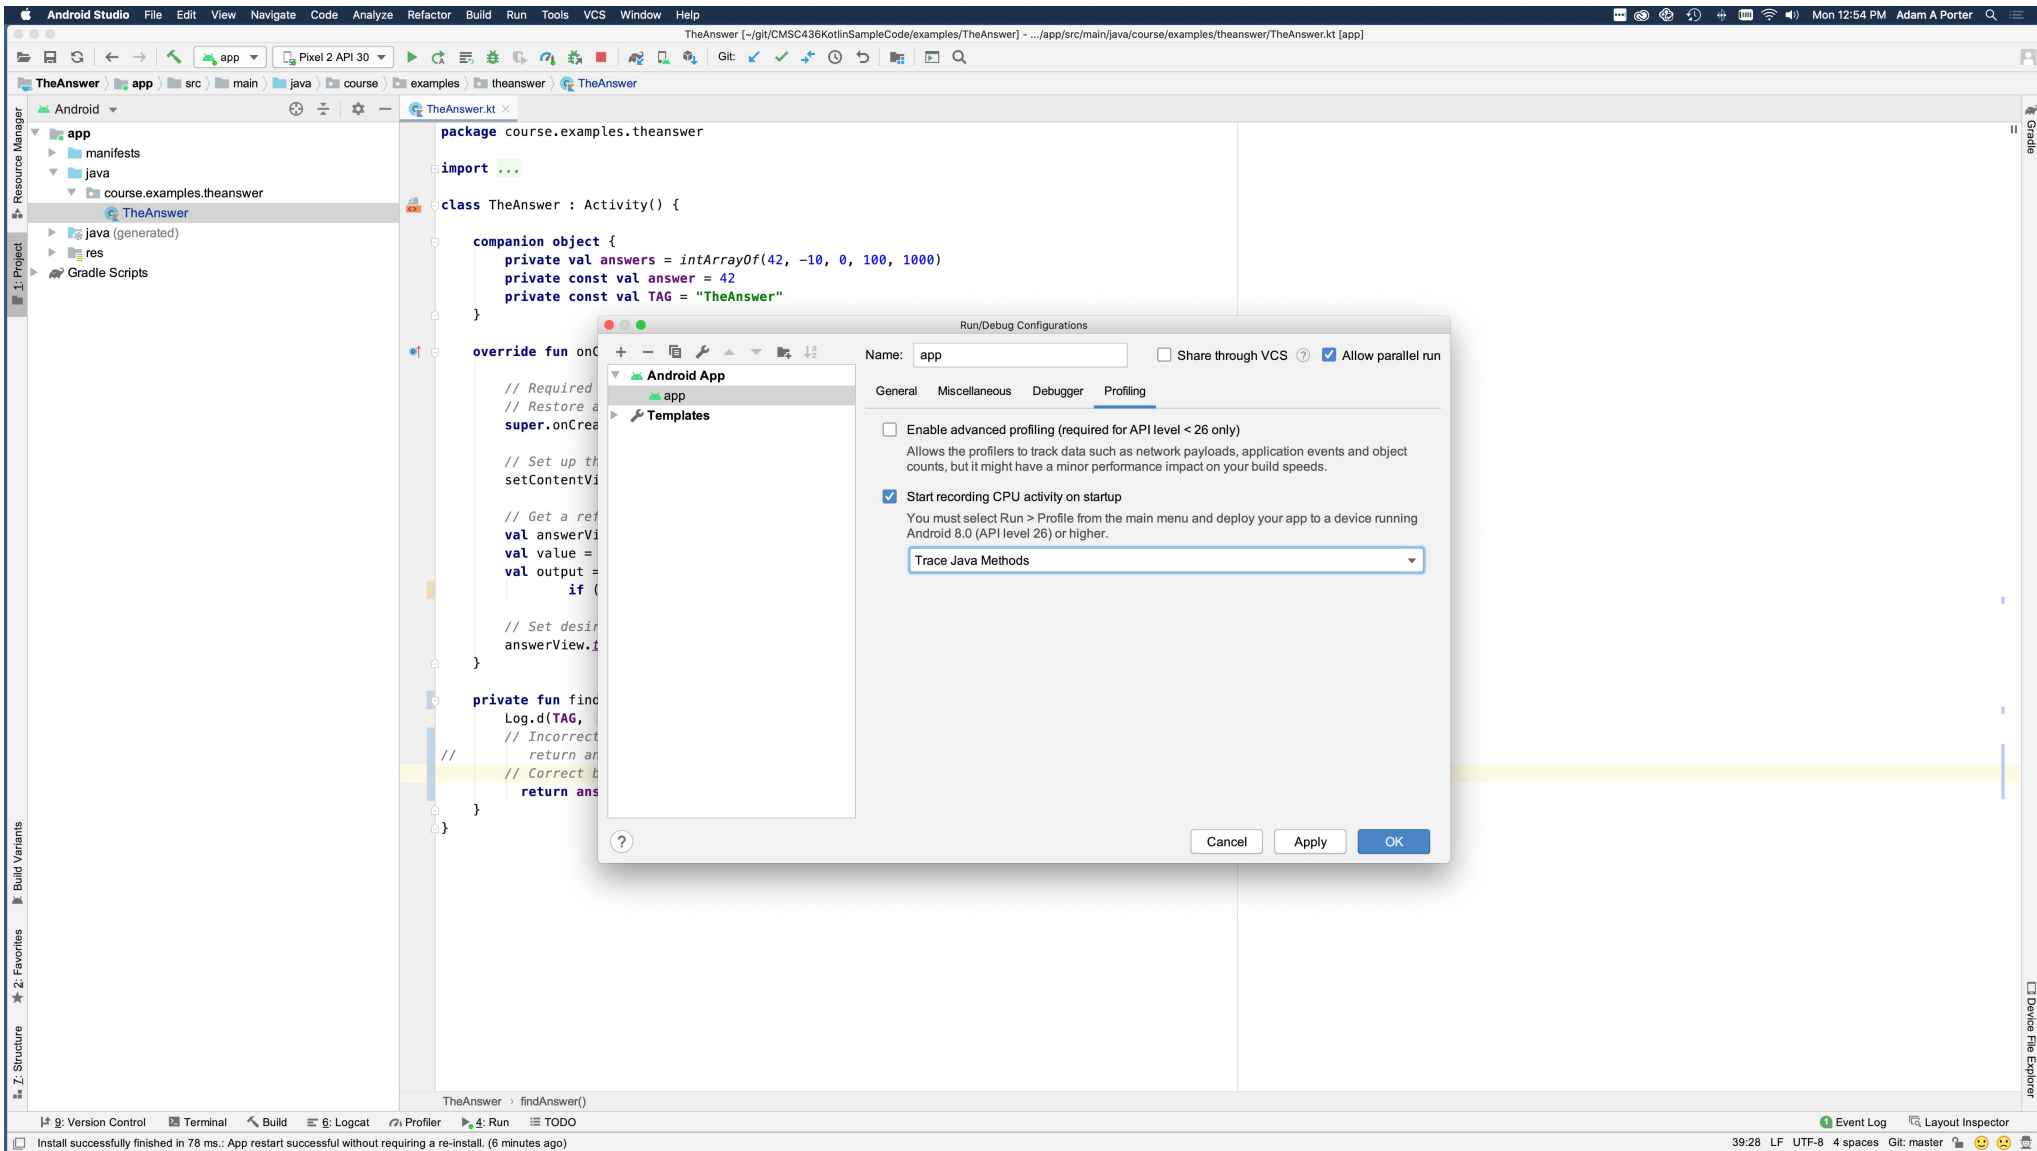 Android Studio File Edit View Navigate Code Analyze Refactor Build Run Tools VCS Window Help Mon 12:54 PM Adam A Porter
TheAnswer [~/git/CMSC436KotlinSampleCode/examples/TheAnswer] - .../app/src/main/java/course/examples/theanswer/TheAnswer.kt [app]
app Pixel 2 API 30 Git:
TheAnswer app src main java course examples theanswer TheAnswer
Resource Manager
1: Project
Build Variants
2: Favorites
Z: Structure
Android
app
manifests
java
course.examples.theanswer
TheAnswer
java (generated)
res
Gradle Scripts
TheAnswer.kt
package course.examples.theanswer
import ...
class TheAnswer : Activity() {
companion object {
private val answers = intArrayOf(42, -10, 0, 100, 1000)
private const val answer = 42
private const val TAG = "TheAnswer"
}
override fun onC
// Required
// Restore a
super.onCrea
// Set up th
setContentVi
// Get a ref
val answerVi
val value =
val output =
if (
// Set desir
answerView.t
}
private fun find
Log.d(TAG,
// Incorrect
// return an
// Correct b
return ans
}
}
Run/Debug Configurations
Android App
app
Templates
Name: app Share through VCS ? Allow parallel run
General Miscellaneous Debugger Profiling
Enable advanced profiling (required for API level < 26 only)
Allows the profilers to track data such as network payloads, application events and object
counts, but it might have a minor performance impact on your build speeds.
Start recording CPU activity on startup
You must select Run > Profile from the main menu and deploy your app to a device running
Android 8.0 (API level 26) or higher.
Trace Java Methods
? Cancel Apply OK
Gradle
Device File Explorer
TheAnswer › findAnswer()
9: Version Control Terminal Build 6: Logcat Profiler 4: Run TODO 1 Event Log Layout Inspector
Install successfully finished in 78 ms.: App restart successful without requiring a re-install. (6 minutes ago) 39:28 LF UTF-8 4 spaces Git: master